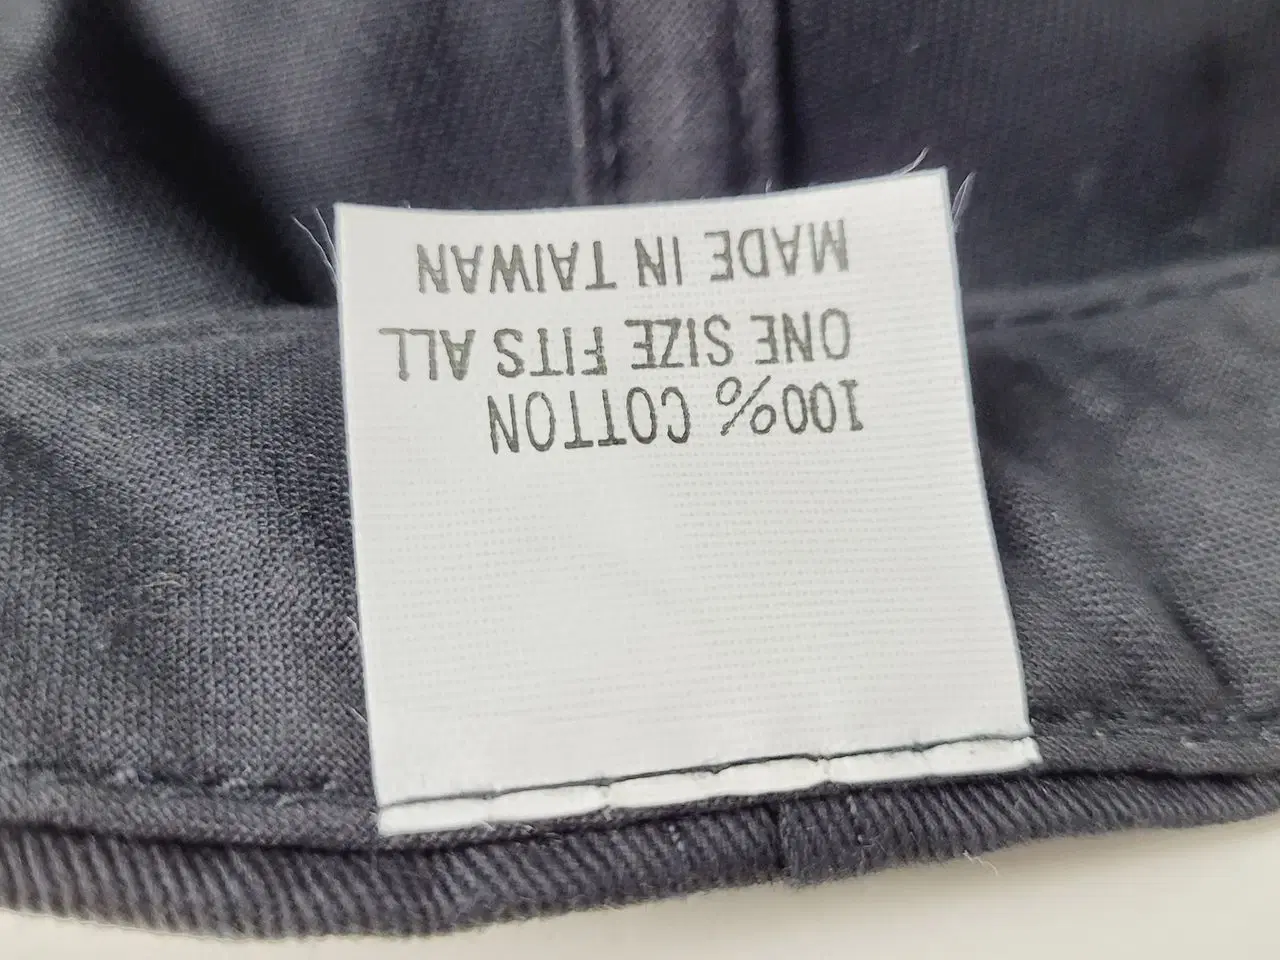 100% COTTON
ONE SIZE FITS ALL
MADE IN TAIWAN